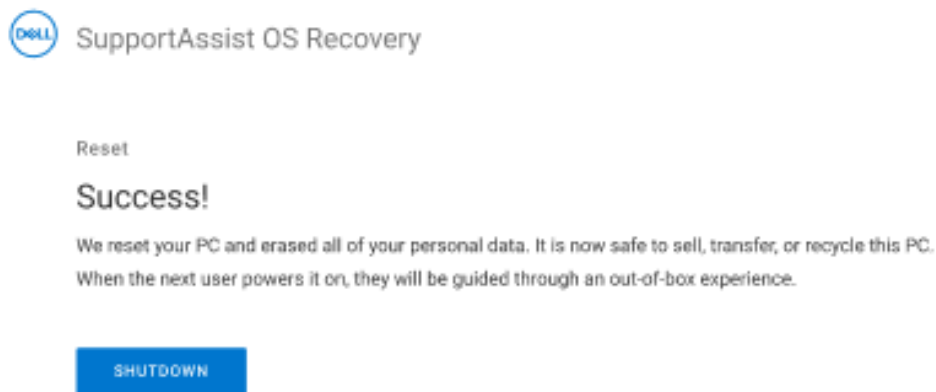 DELL
SupportAssist OS Recovery
Reset
Success!
We reset your PC and erased all of your personal data. It is now safe to sell, transfer, or recycle this PC.
When the next user powers it on, they will be guided through an out-of-box experience.
SHUTDOWN